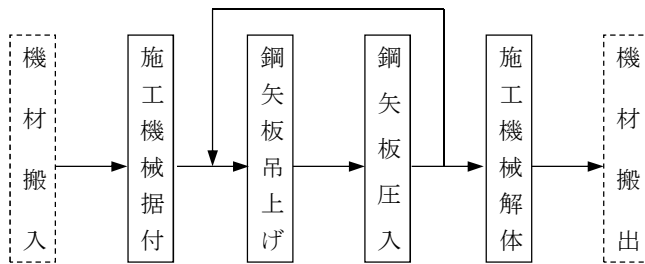 機材搬入
施工機械据付
鋼矢板吊上げ
鋼矢板圧入
施工機械解体
機材搬出